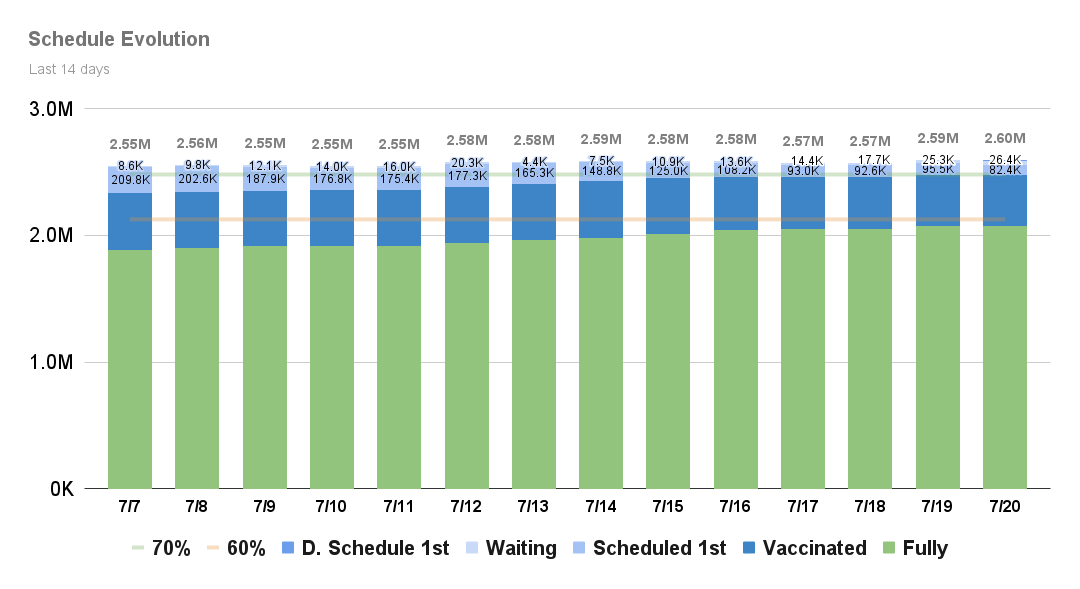 Schedule Evolution
Last 14 days
3.0M
2.55M 2.56M 2.55M 2.55M 2.55M 2.58M 2.58M 2.59M 2.58M 2.58M 2.57M 2.57M 2.59M 2.60M
8.6K 9.8K 12.1K 14.0K 16.0K 20.3K 4.4K 7.5K 10.9K 13.6K 14.4K 17.7K 25.3K 26.4K
209.8K 202.6K 187.9K 176.8K 175.4K 177.3K 165.3K 148.8K 125.0K 108.2K 93.0K 92.6K 95.5K 82.4K
2.0M
1.0M
0K
7/7 7/8 7/9 7/10 7/11 7/12 7/13 7/14 7/15 7/16 7/17 7/18 7/19 7/20
70% 60% D. Schedule 1st Waiting Scheduled 1st Vaccinated Fully